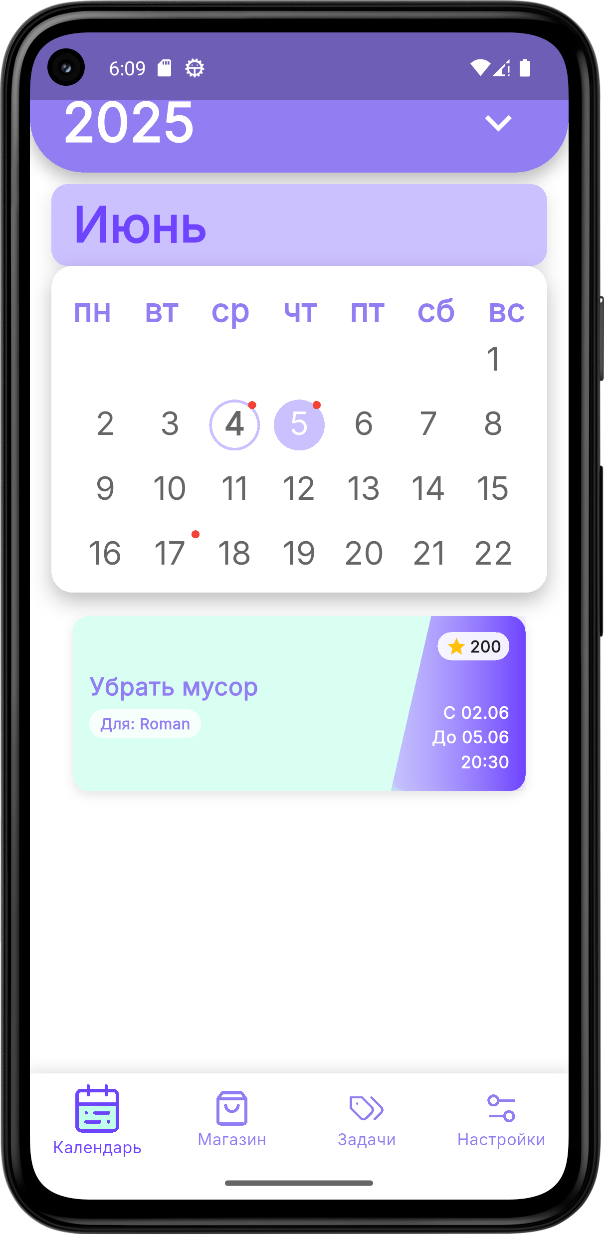 6:09
2025
Июнь
пн вт ср чт пт сб вс
1
2 3 4 5 6 7 8
9 10 11 12 13 14 15
16 17 18 19 20 21 22
200
Убрать мусор
Для: Roman
С 02.06
До 05.06
20:30
Календарь Магазин Задачи Настройки